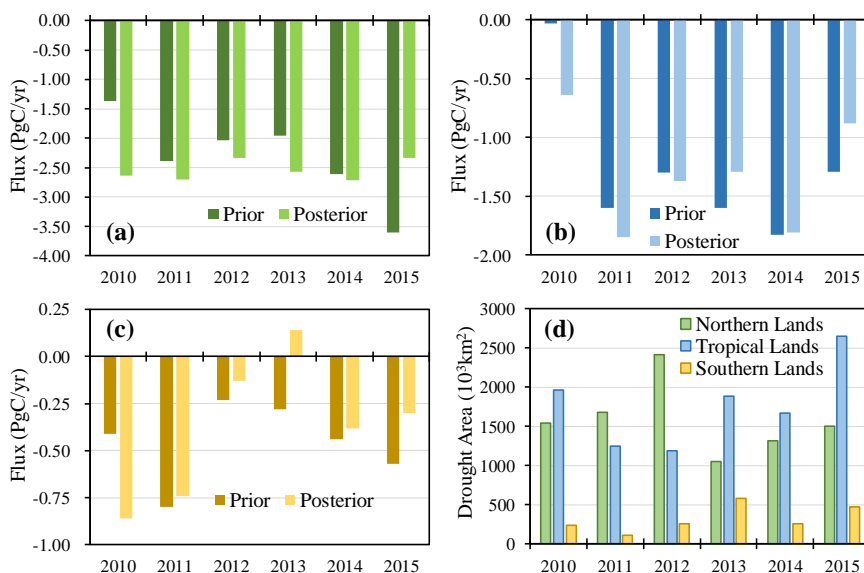 0.00
-0.50
-1.00
-1.50
-2.00
-2.50
-3.00
-3.50
-4.00
Flux (PgC/yr)
Prior
Posterior
(a)
2010 2011 2012 2013 2014 2015
0.00
-0.50
-1.00
-1.50
-2.00
Flux (PgC/yr)
(b)
Prior
Posterior
2010 2011 2012 2013 2014 2015
0.25
0.00
-0.25
-0.50
-0.75
-1.00
Flux (PgC/yr)
(c)
Prior
Posterior
2010 2011 2012 2013 2014 2015
3000
2500
2000
1500
1000
500
0
Drought Area (10³km²)
Northern Lands
Tropical Lands
Southern Lands
(d)
2010 2011 2012 2013 2014 2015